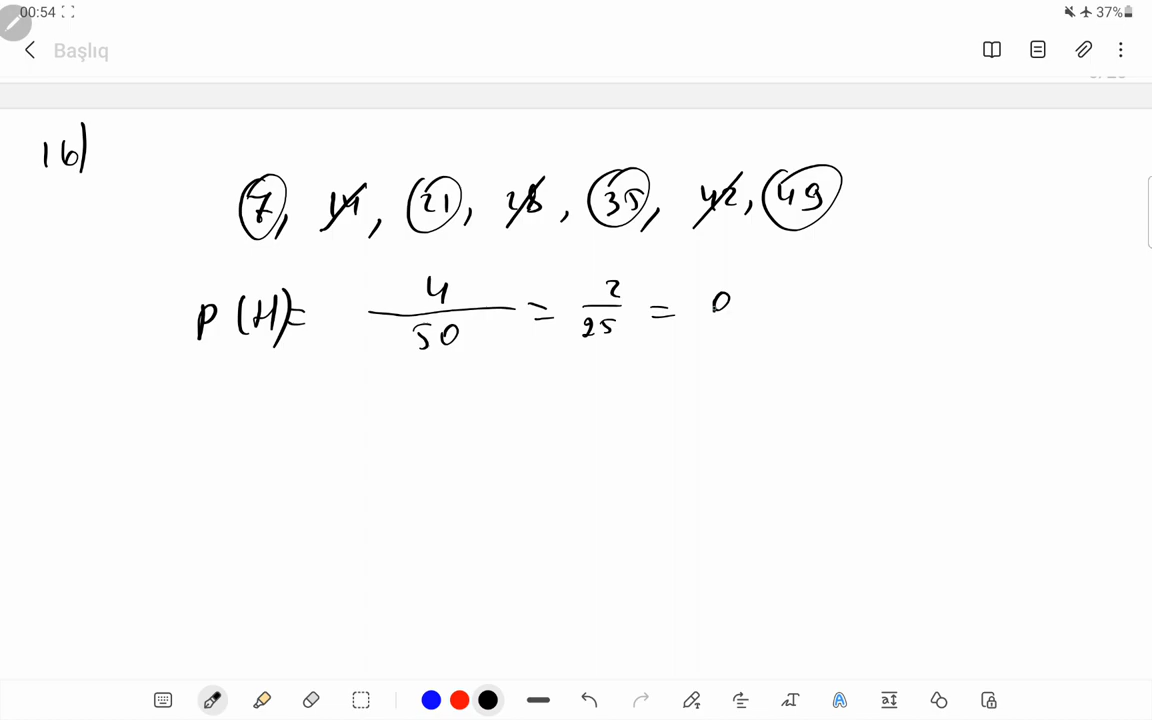 00:54 37%
Başlıq
16)
7, 14, 21, 28, 35, 42, 49
P(H)= 4/50 = 2/25 = 0